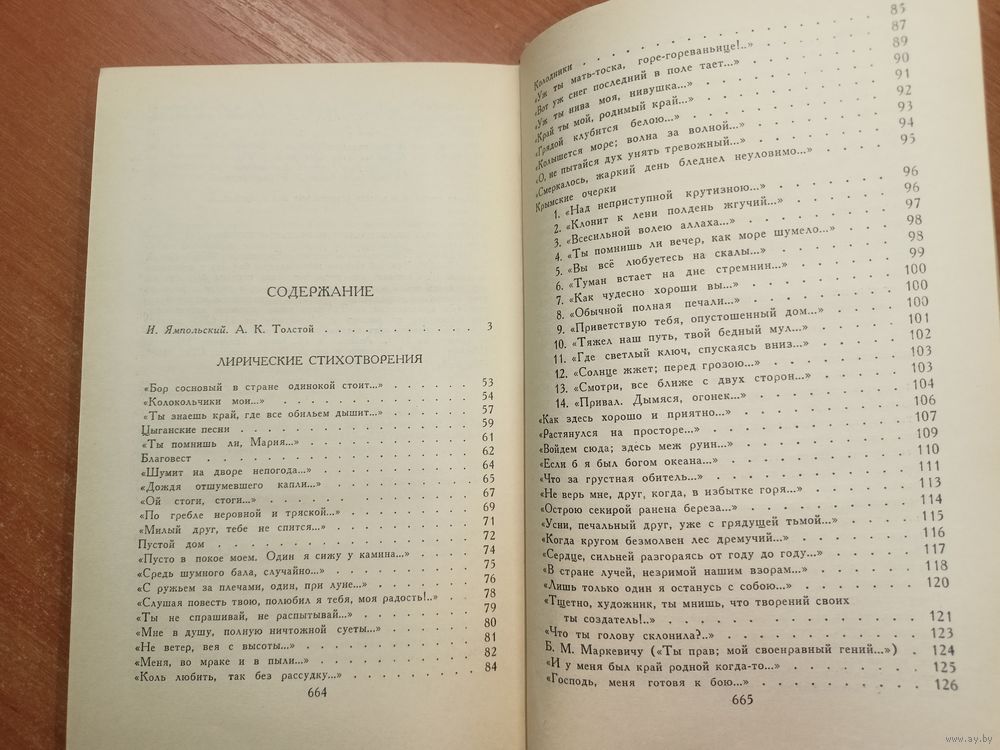 СОДЕРЖАНИЕ
И. Ямпольский. А. К. Толстой . . . . . . . . . . 3
ЛИРИЧЕСКИЕ СТИХОТВОРЕНИЯ
«Бор сосновый в стране одинокой стоит...» . . . . . . 53
«Колокольчики мои...» . . . . . . 54
«Ты знаешь край, где все обильем дышит...» . . . . . . 57
Цыганские песни . . . . . . 59
«Ты помнишь ли, Мария...» . . . . . . 61
Благовест . . . . . . 62
«Шумит на дворе непогода...» . . . . . . 64
«Дождя отшумевшего капли...» . . . . . . 65
«Ой стоги, стоги...» . . . . . . 67
«По гребле неровной и тряской...» . . . . . . 69
«Милый друг, тебе не спится...» . . . . . . 71
Пустой дом . . . . . . 72
«Пусто в покое моем. Один я сижу у камина...» . . . . . 74
«Средь шумного бала, случайно...» . . . . . . 75
«С ружьем за плечами, один, при луне...» . . . . . . 76
«Слушая повесть твою, полюбил я тебя, моя радость!..» . . 78
«Ты не спрашивай, не распытывай...» . . . . . . 79
«Мне в душу, полную ничтожной суеты...» . . . . . . 80
«Не ветер, вея с высоты...» . . . . . . 81
«Меня, во мраке и в пыли...» . . . . . . 82
«Коль любить, так без рассудку...» . . . . . . 84
664
Колодники . . . . . . 85
«Уж ты мать-тоска, горе-гореваньице!..» . . . . . . 87
«Вот уж снег последний в поле тает...» . . . . . . 89
«Уж ты нива моя, нивушка...» . . . . . . 90
«Край ты мой, родимый край...» . . . . . . 91
«Грядой клубится белою...» . . . . . . 92
«Колышется море; волна за волной...» . . . . . . 93
«О, не пытайся дух унять тревожный...» . . . . . . 94
«Смеркалось, жаркий день бледнел неуловимо...» . . . . . 95
Крымские очерки
1. «Над неприступной крутизною...» . . . . . . 96
2. «Клонит к лени полдень жгучий...» . . . . . . 96
3. «Всесильной волею аллаха...» . . . . . . 97
4. «Ты помнишь ли вечер, как море шумело...» . . . . . 98
5. «Вы всё любуетесь на скалы...» . . . . . . 98
6. «Туман встает на дне стремнин...» . . . . . . 99
7. «Как чудесно хороши вы...» . . . . . . 100
8. «Обычной полная печали...» . . . . . . 100
9. «Приветствую тебя, опустошенный дом...» . . . . . . 100
10. «Тяжел наш путь, твой бедный мул...» . . . . . .
11. «Где светлый ключ, спускаясь вниз...» . . . . . . 102
12. «Солнце жжет; перед грозою...» . . . . . . 103
13. «Смотри, все ближе с двух сторон...» . . . . . . 103
14. «Привал. Дымяся, огонек...» . . . . . . 104
«Как здесь хорошо и приятно...» . . . . . . 106
«Растянулся на просторе...» . . . . . . 107
«Войдем сюда; здесь меж руин...» . . . . . . 109
«Если б я был богом океана...» . . . . . . 110
«Что за грустная обитель...» . . . . . . 111
«Не верь мне, друг, когда, в избытке горя...» . . . . . . 113
«Острою секирой ранена береза...» . . . . . . 114
«Усни, печальный друг, уже с грядущей тьмой...» . . . . . 115
«Когда кругом безмолвен лес дремучий...» . . . . . . 116
«Сердце, сильней разгораясь от году до году...» . . . . . 117
«В стране лучей, незримой нашим взорам...» . . . . . . 118
«Лишь только один я останусь с собою...» . . . . . . 120
«Тщетно, художник, ты мнишь, что творений своих
ты создатель!..» . . . . . . 121
«Что ты голову склонила?..» . . . . . . 123
Б. М. Маркевичу («Ты прав; мой своенравный гений...») . 124
«И у меня был край родной когда-то...» . . . . . . 125
«Господь, меня готовя к бою...» . . . . . . 126
665
www.ay.by